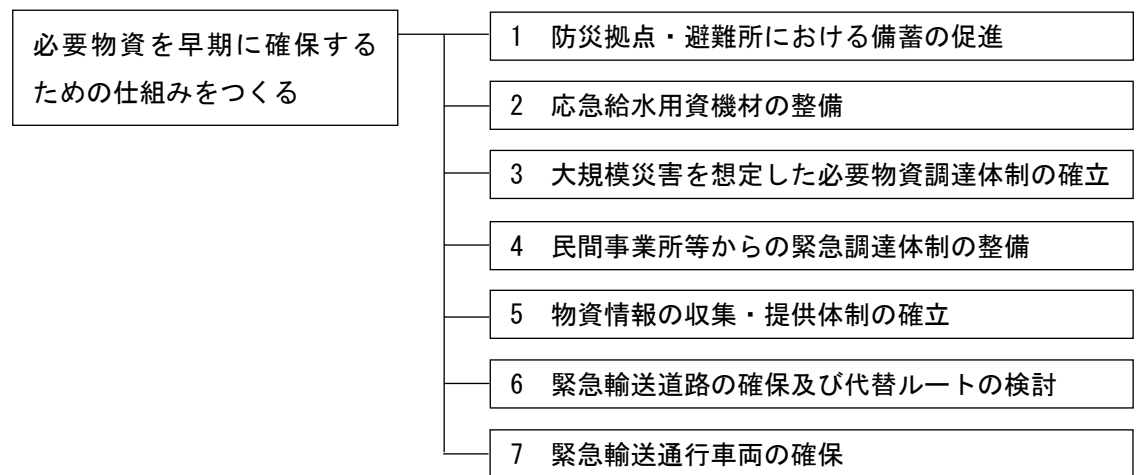 必要物資を早期に確保する
ための仕組みをつくる
1 防災拠点・避難所における備蓄の促進
2 応急給水用資機材の整備
3 大規模災害を想定した必要物資調達体制の確立
4 民間事業所等からの緊急調達体制の整備
5 物資情報の収集・提供体制の確立
6 緊急輸送道路の確保及び代替ルートの検討
7 緊急輸送通行車両の確保